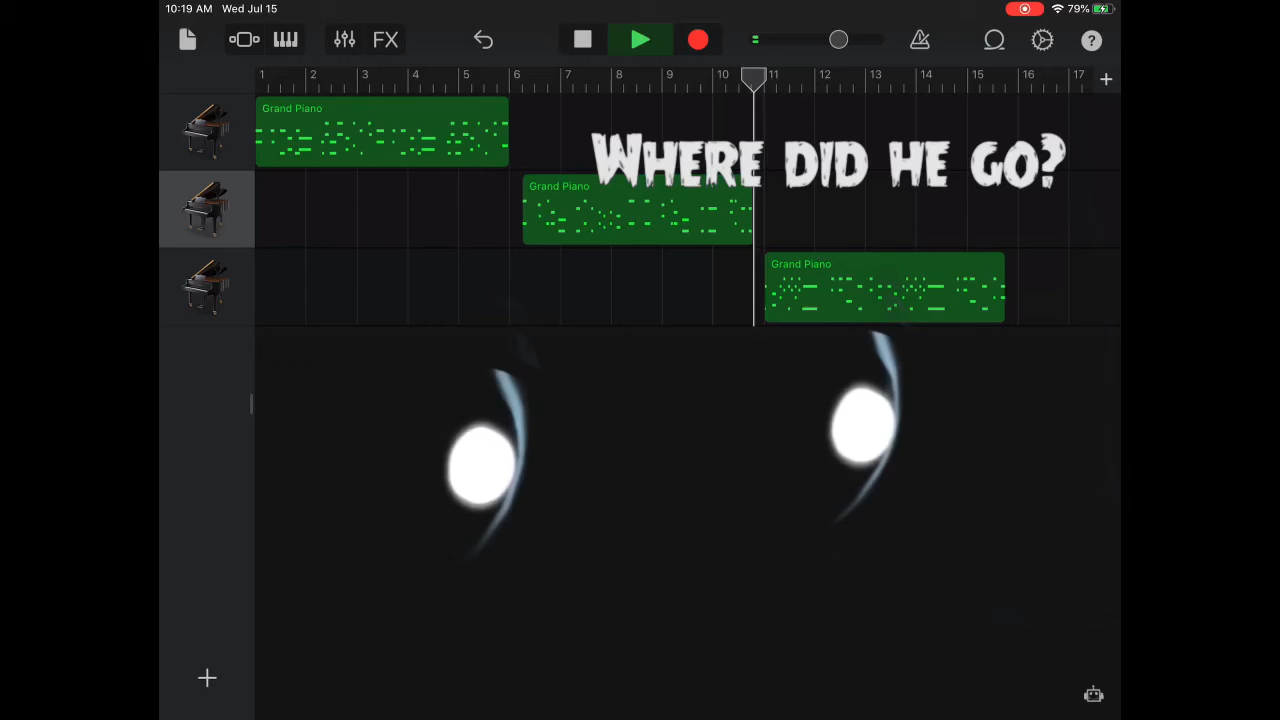 10:19 AM Wed Jul 15
79%
FX
?
1 2 3 4 5 6 7 8 9 10 11 12 13 14 15 16 17 +
Grand Piano
WHERE DID HE GO?
Grand Piano
Grand Piano
+